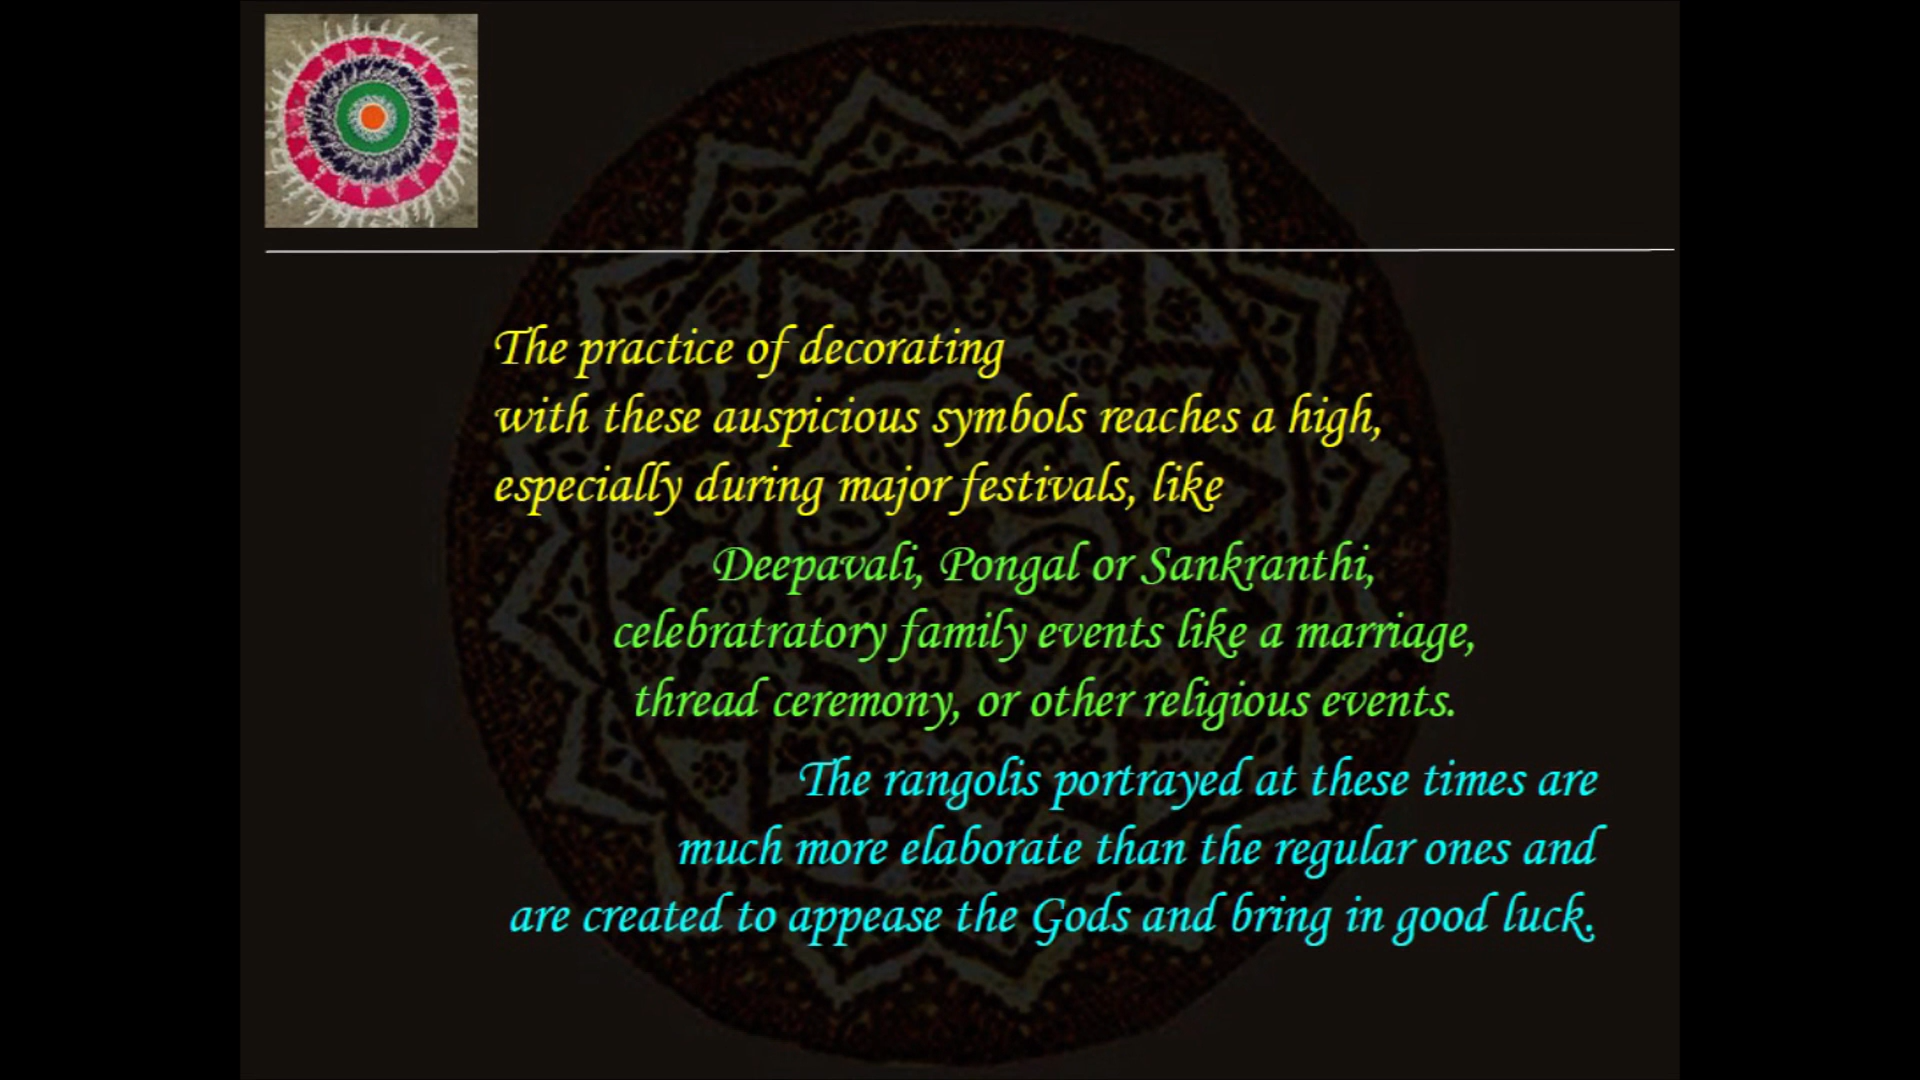 The practice of decorating
with these auspicious symbols reaches a high,
especially during major festivals, like
Deepavali, Pongal or Sankranthi,
celebratratory family events like a marriage,
thread ceremony, or other religious events.
The rangolis portrayed at these times are
much more elaborate than the regular ones and
are created to appease the Gods and bring in good luck.